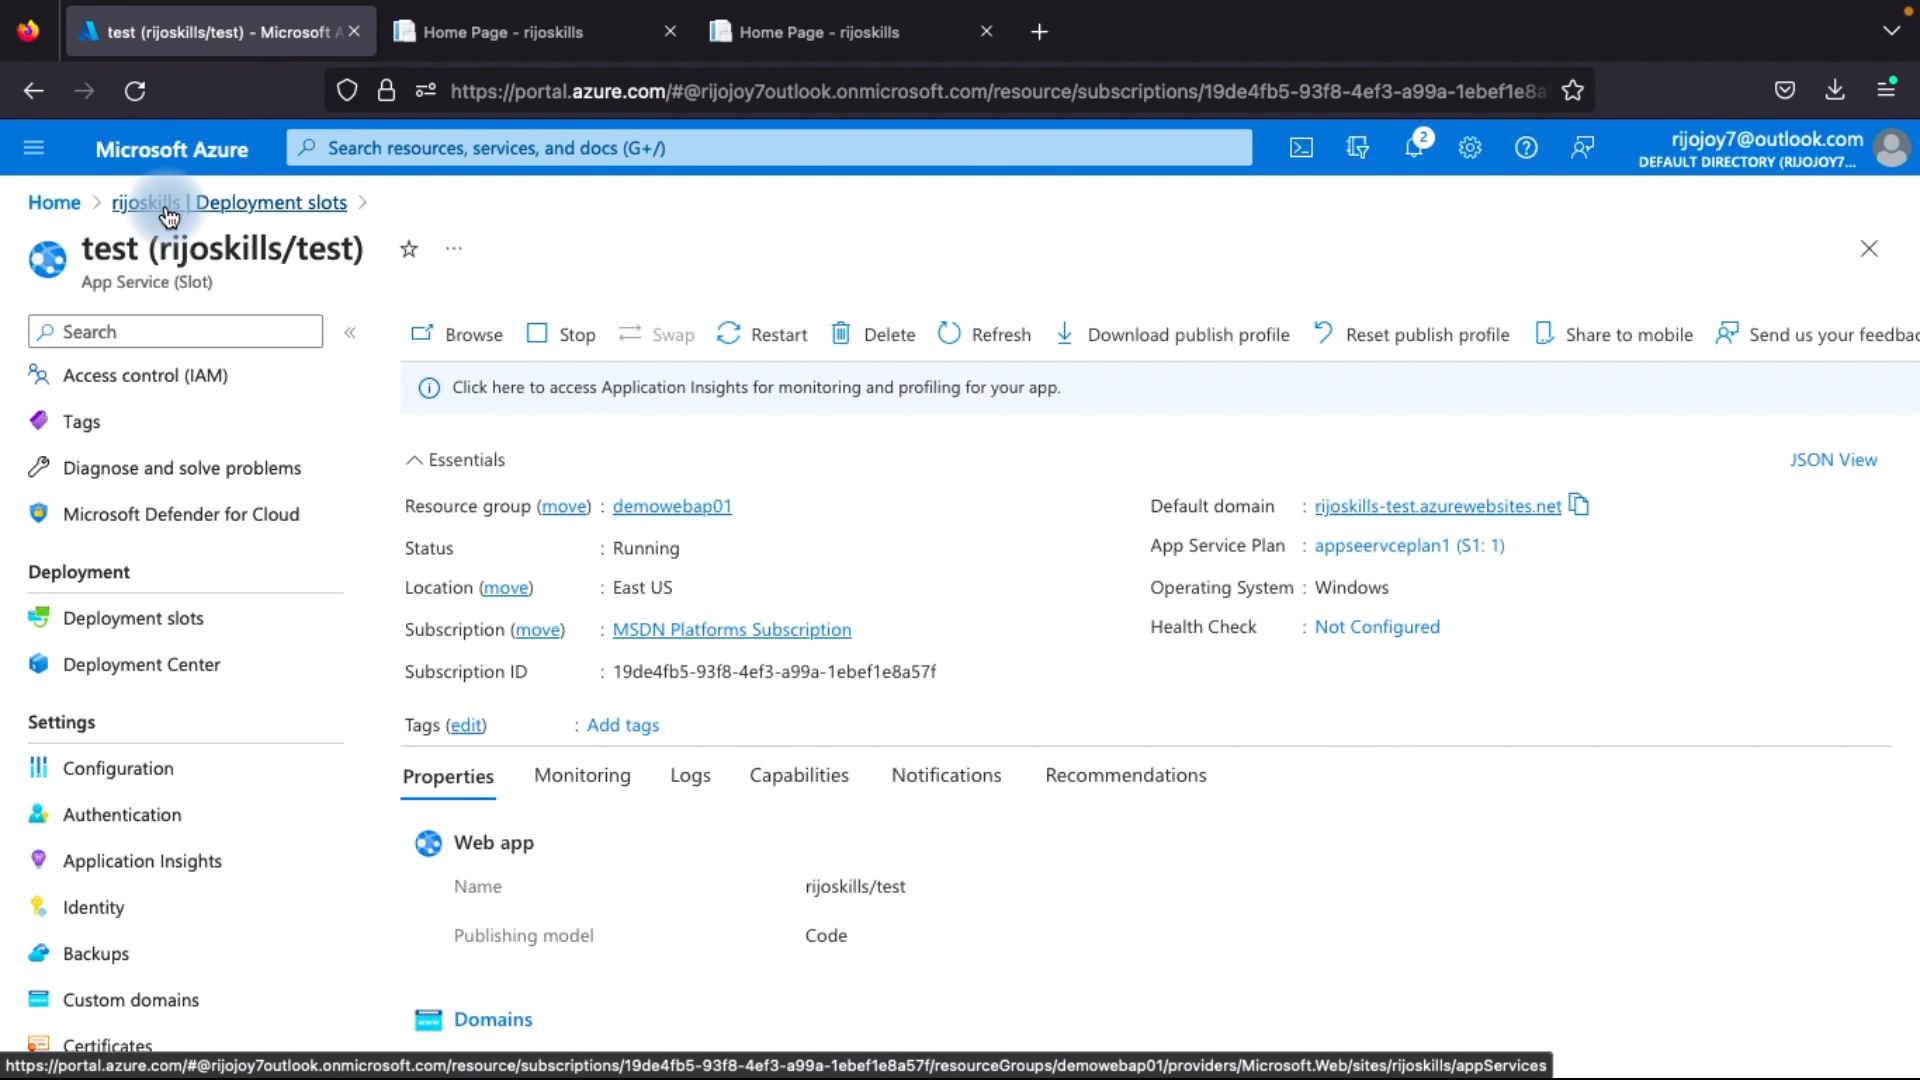 test (rijoskills/test) - Microsoft A
Home Page - rijoskills
Home Page - rijoskills
https://portal.azure.com/#@rijojoy7outlook.onmicrosoft.com/resource/subscriptions/19de4fb5-93f8-4ef3-a99a-1ebef1e8a
Microsoft Azure
Search resources, services, and docs (G+/)
2
rijojoy7@outlook.com
DEFAULT DIRECTORY (RIJOJOY7...
Home > rijoskills | Deployment slots >
test (rijoskills/test)
App Service (Slot)
Search
Browse
Stop
Swap
Restart
Delete
Refresh
Download publish profile
Reset publish profile
Share to mobile
Send us your feedbac
Access control (IAM)
Tags
Diagnose and solve problems
Microsoft Defender for Cloud
Deployment
Deployment slots
Deployment Center
Settings
Configuration
Authentication
Application Insights
Identity
Backups
Custom domains
Certificates
Click here to access Application Insights for monitoring and profiling for your app.
Essentials
JSON View
Resource group (move) : demowebap01
Status : Running
Location (move) : East US
Subscription (move) : MSDN Platforms Subscription
Subscription ID : 19de4fb5-93f8-4ef3-a99a-1ebef1e8a57f
Default domain : rijoskills-test.azurewebsites.net
App Service Plan : appseervceplan1 (S1: 1)
Operating System : Windows
Health Check : Not Configured
Tags (edit) : Add tags
Properties
Monitoring
Logs
Capabilities
Notifications
Recommendations
Web app
Name rijoskills/test
Publishing model Code
Domains
https://portal.azure.com/#@rijojoy7outlook.onmicrosoft.com/resource/subscriptions/19de4fb5-93f8-4ef3-a99a-1ebef1e8a57f/resourceGroups/demowebap01/providers/Microsoft.Web/sites/rijoskills/appServices